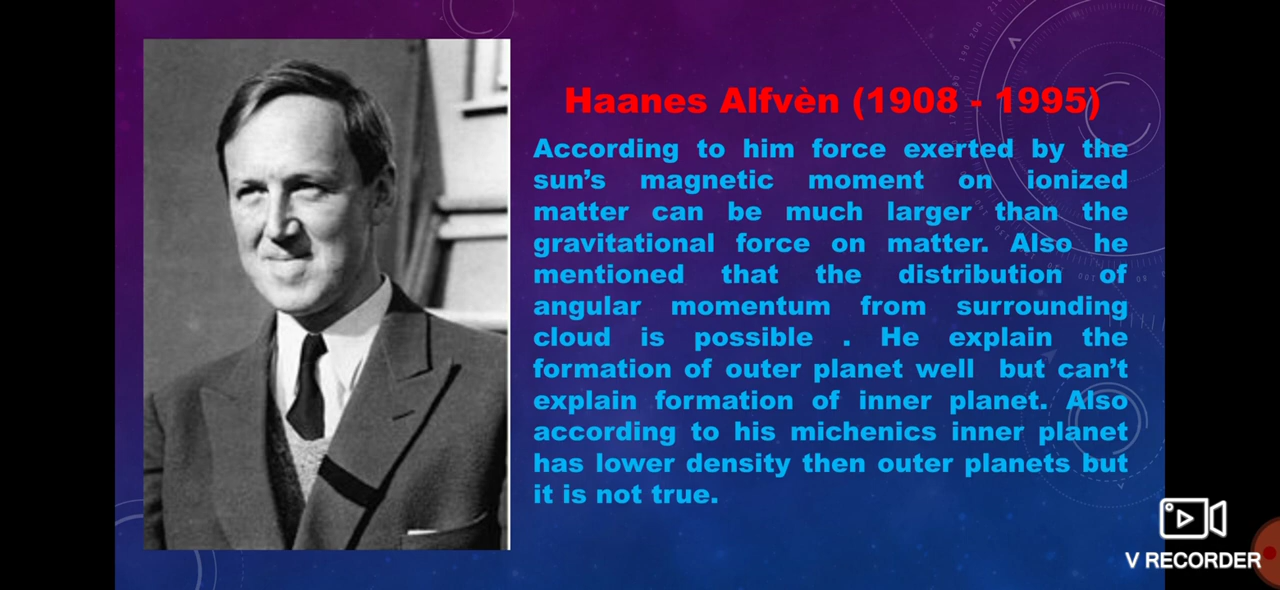 Haanes Alfvèn (1908 - 1995)
According to him force exerted by the
sun's magnetic moment on ionized
matter can be much larger than the
gravitational force on matter. Also he
mentioned that the distribution of
angular momentum from surrounding
cloud is possible . He explain the
formation of outer planet well but can't
explain formation of inner planet. Also
according to his michenics inner planet
has lower density then outer planets but
it is not true.
V RECORDER